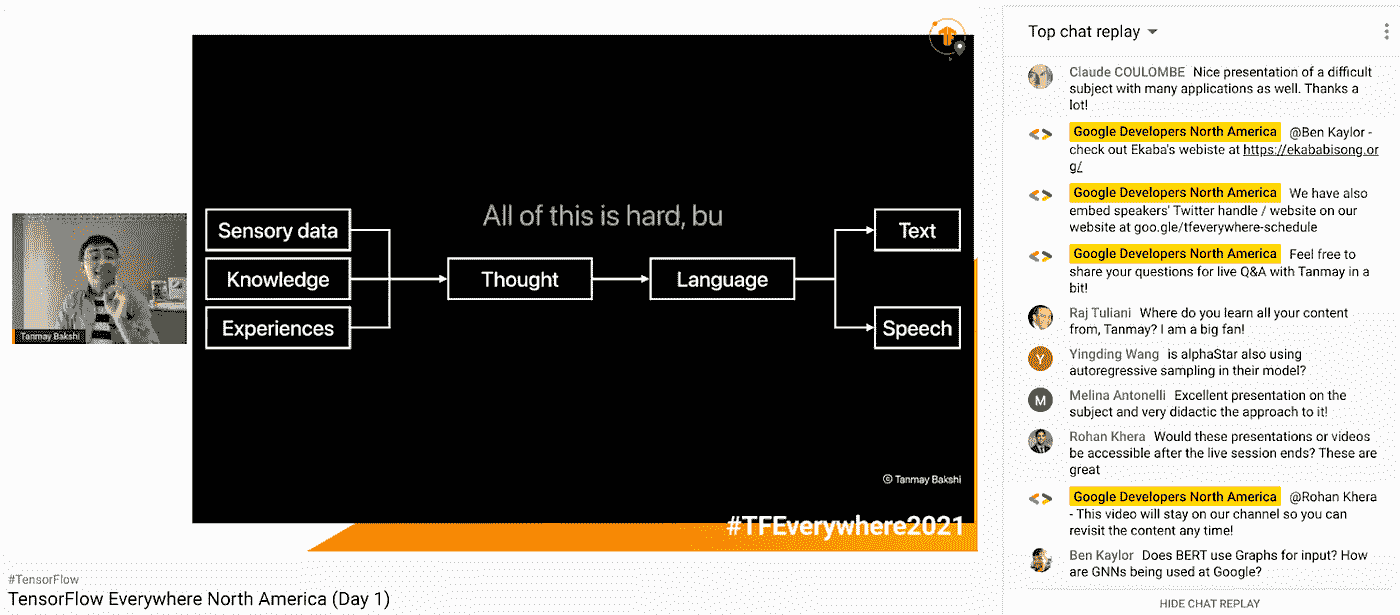 All of this is hard, bu
Sensory data
Knowledge
Experiences
Thought
Language
Text
Speech
Tanmay Bakshi
© Tanmay Bakshi
#TFEverywhere2021
#TensorFlow
TensorFlow Everywhere North America (Day 1)
Top chat replay
Claude COULOMBE Nice presentation of a difficult
subject with many applications as well. Thanks a
lot!
Google Developers North America @Ben Kaylor -
check out Ekaba's webiste at https://ekababisong.or
g/
Google Developers North America We have also
embed speakers' Twitter handle / website on our
website at goo.gle/tfeverywhere-schedule
Google Developers North America Feel free to
share your questions for live Q&A with Tanmay in a
bit!
Raj Tuliani Where do you learn all your content
from, Tanmay? I am a big fan!
Y
Yingding Wang is alphaStar also using
autoregressive sampling in their model?
M
Melina Antonelli Excellent presentation on the
subject and very didactic the approach to it!
Rohan Khera Would these presentations or videos
be accessible after the live session ends? These are
great
Google Developers North America @Rohan Khera
- This video will stay on our channel so you can
revisit the content any time!
Ben Kaylor Does BERT use Graphs for input? How
are GNNs being used at Google?
HIDE CHAT REPLAY